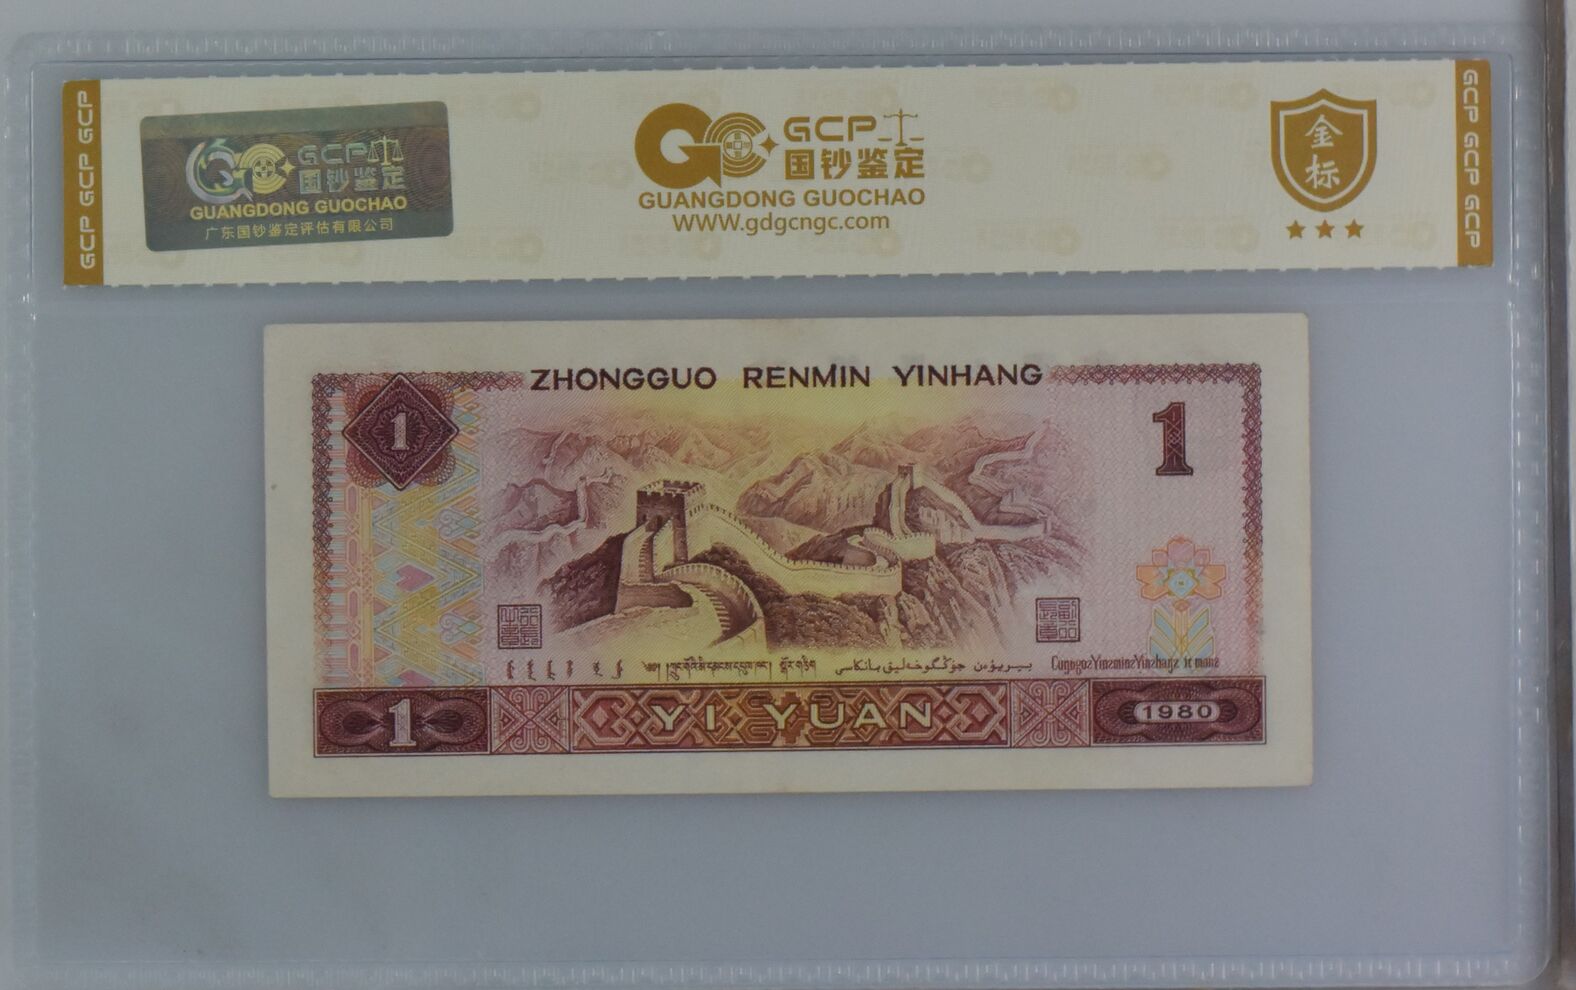 GCP GCP GCP
GCP
国钞鉴定
GUANGDONG GUOCHAO
广东国钞鉴定评估有限公司
GCP
国钞鉴定
GUANGDONG GUOCHAO
WWW.gdgcngc.com
金
标
GCP GCP GCP
ZHONGGUO RENMIN YINHANG
1
1
1
YI YUAN
1980